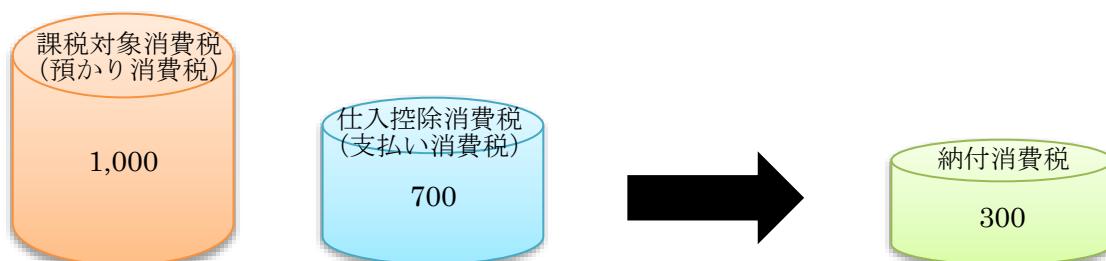 課税対象消費税
（預かり消費税）
1,000
仕入控除消費税
（支払い消費税）
700
納付消費税
300